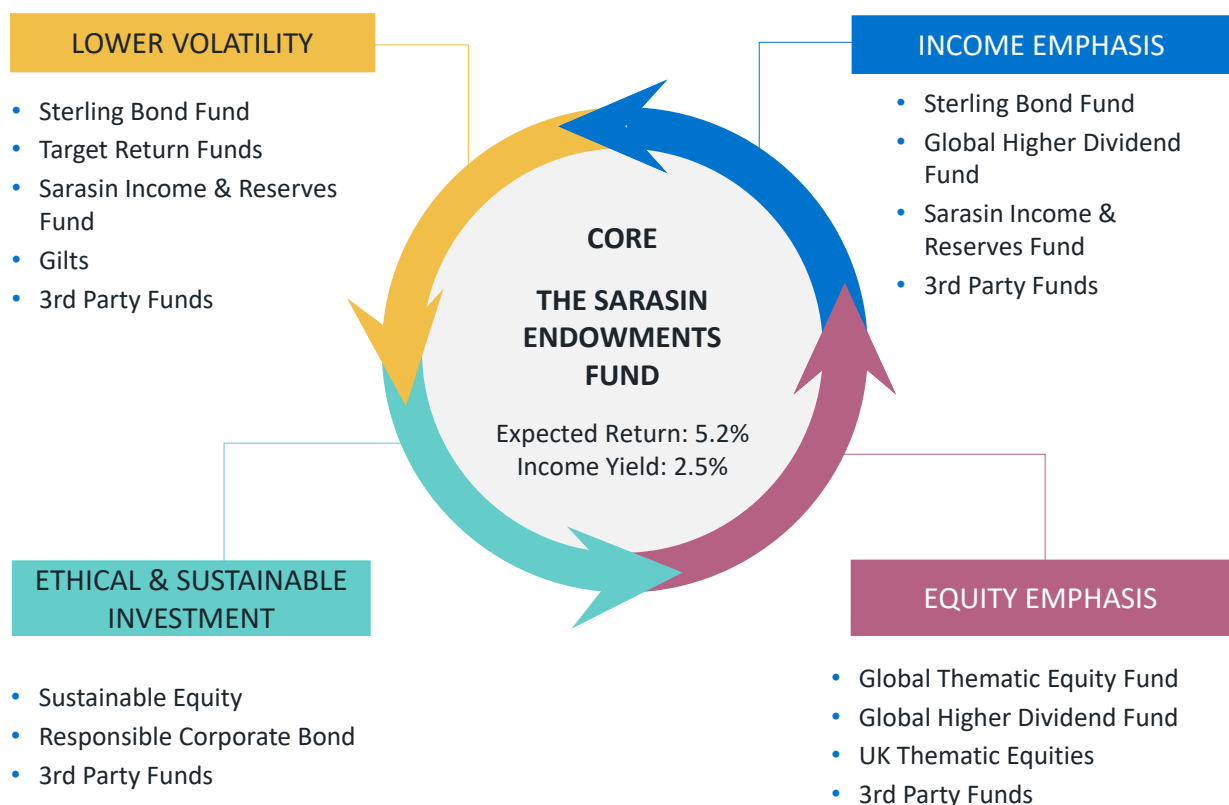 LOWER VOLATILITY
• Sterling Bond Fund
• Target Return Funds
• Sarasin Income & Reserves
Fund
• Gilts
• 3rd Party Funds
INCOME EMPHASIS
• Sterling Bond Fund
• Global Higher Dividend
Fund
• Sarasin Income &
Reserves Fund
• 3rd Party Funds
CORE
THE SARASIN
ENDOWMENTS
FUND
Expected Return: 5.2%
Income Yield: 2.5%
ETHICAL & SUSTAINABLE
INVESTMENT
• Sustainable Equity
• Responsible Corporate Bond
• 3rd Party Funds
EQUITY EMPHASIS
• Global Thematic Equity Fund
• Global Higher Dividend Fund
• UK Thematic Equities
• 3rd Party Funds